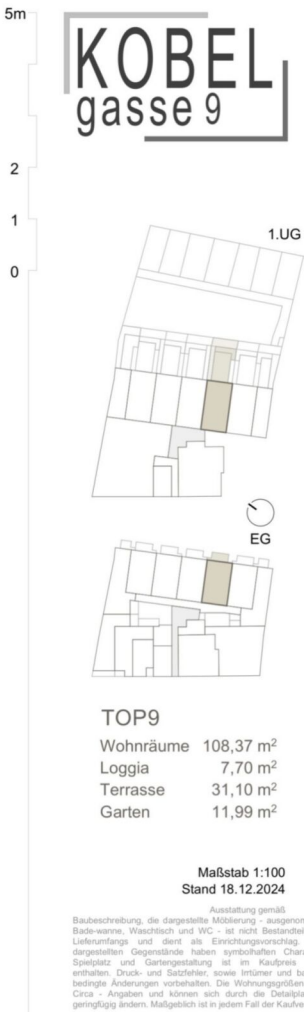 5m
KOBEL
gasse 9
2
1
1.UG
0
EG
TOP9
Wohnräume 108,37 m²
Loggia 7,70 m²
Terrasse 31,10 m²
Garten 11,99 m²
Maßstab 1:100
Stand 18.12.2024
Ausstattung gemäß
Baubeschreibung, die dargestellte Möblierung - ausgenom
Bade-wanne, Waschtisch und WC - ist nicht Bestandteil
Lieferumfangs und dient als Einrichtungsvorschlag.
dargestellten Gegenstände haben symbolhaften Chara
Spielplatz und Gartengestaltung ist im Kaufpreis
enthalten. Druck- und Satzfehler, sowie Irrtümer und ba
bedingte Änderungen vorbehalten. Die Wohnungsgrößen
Circa - Angaben und können sich durch die Detailpla
geringfügig ändern. Maßgeblich ist in jedem Fall der Kaufve